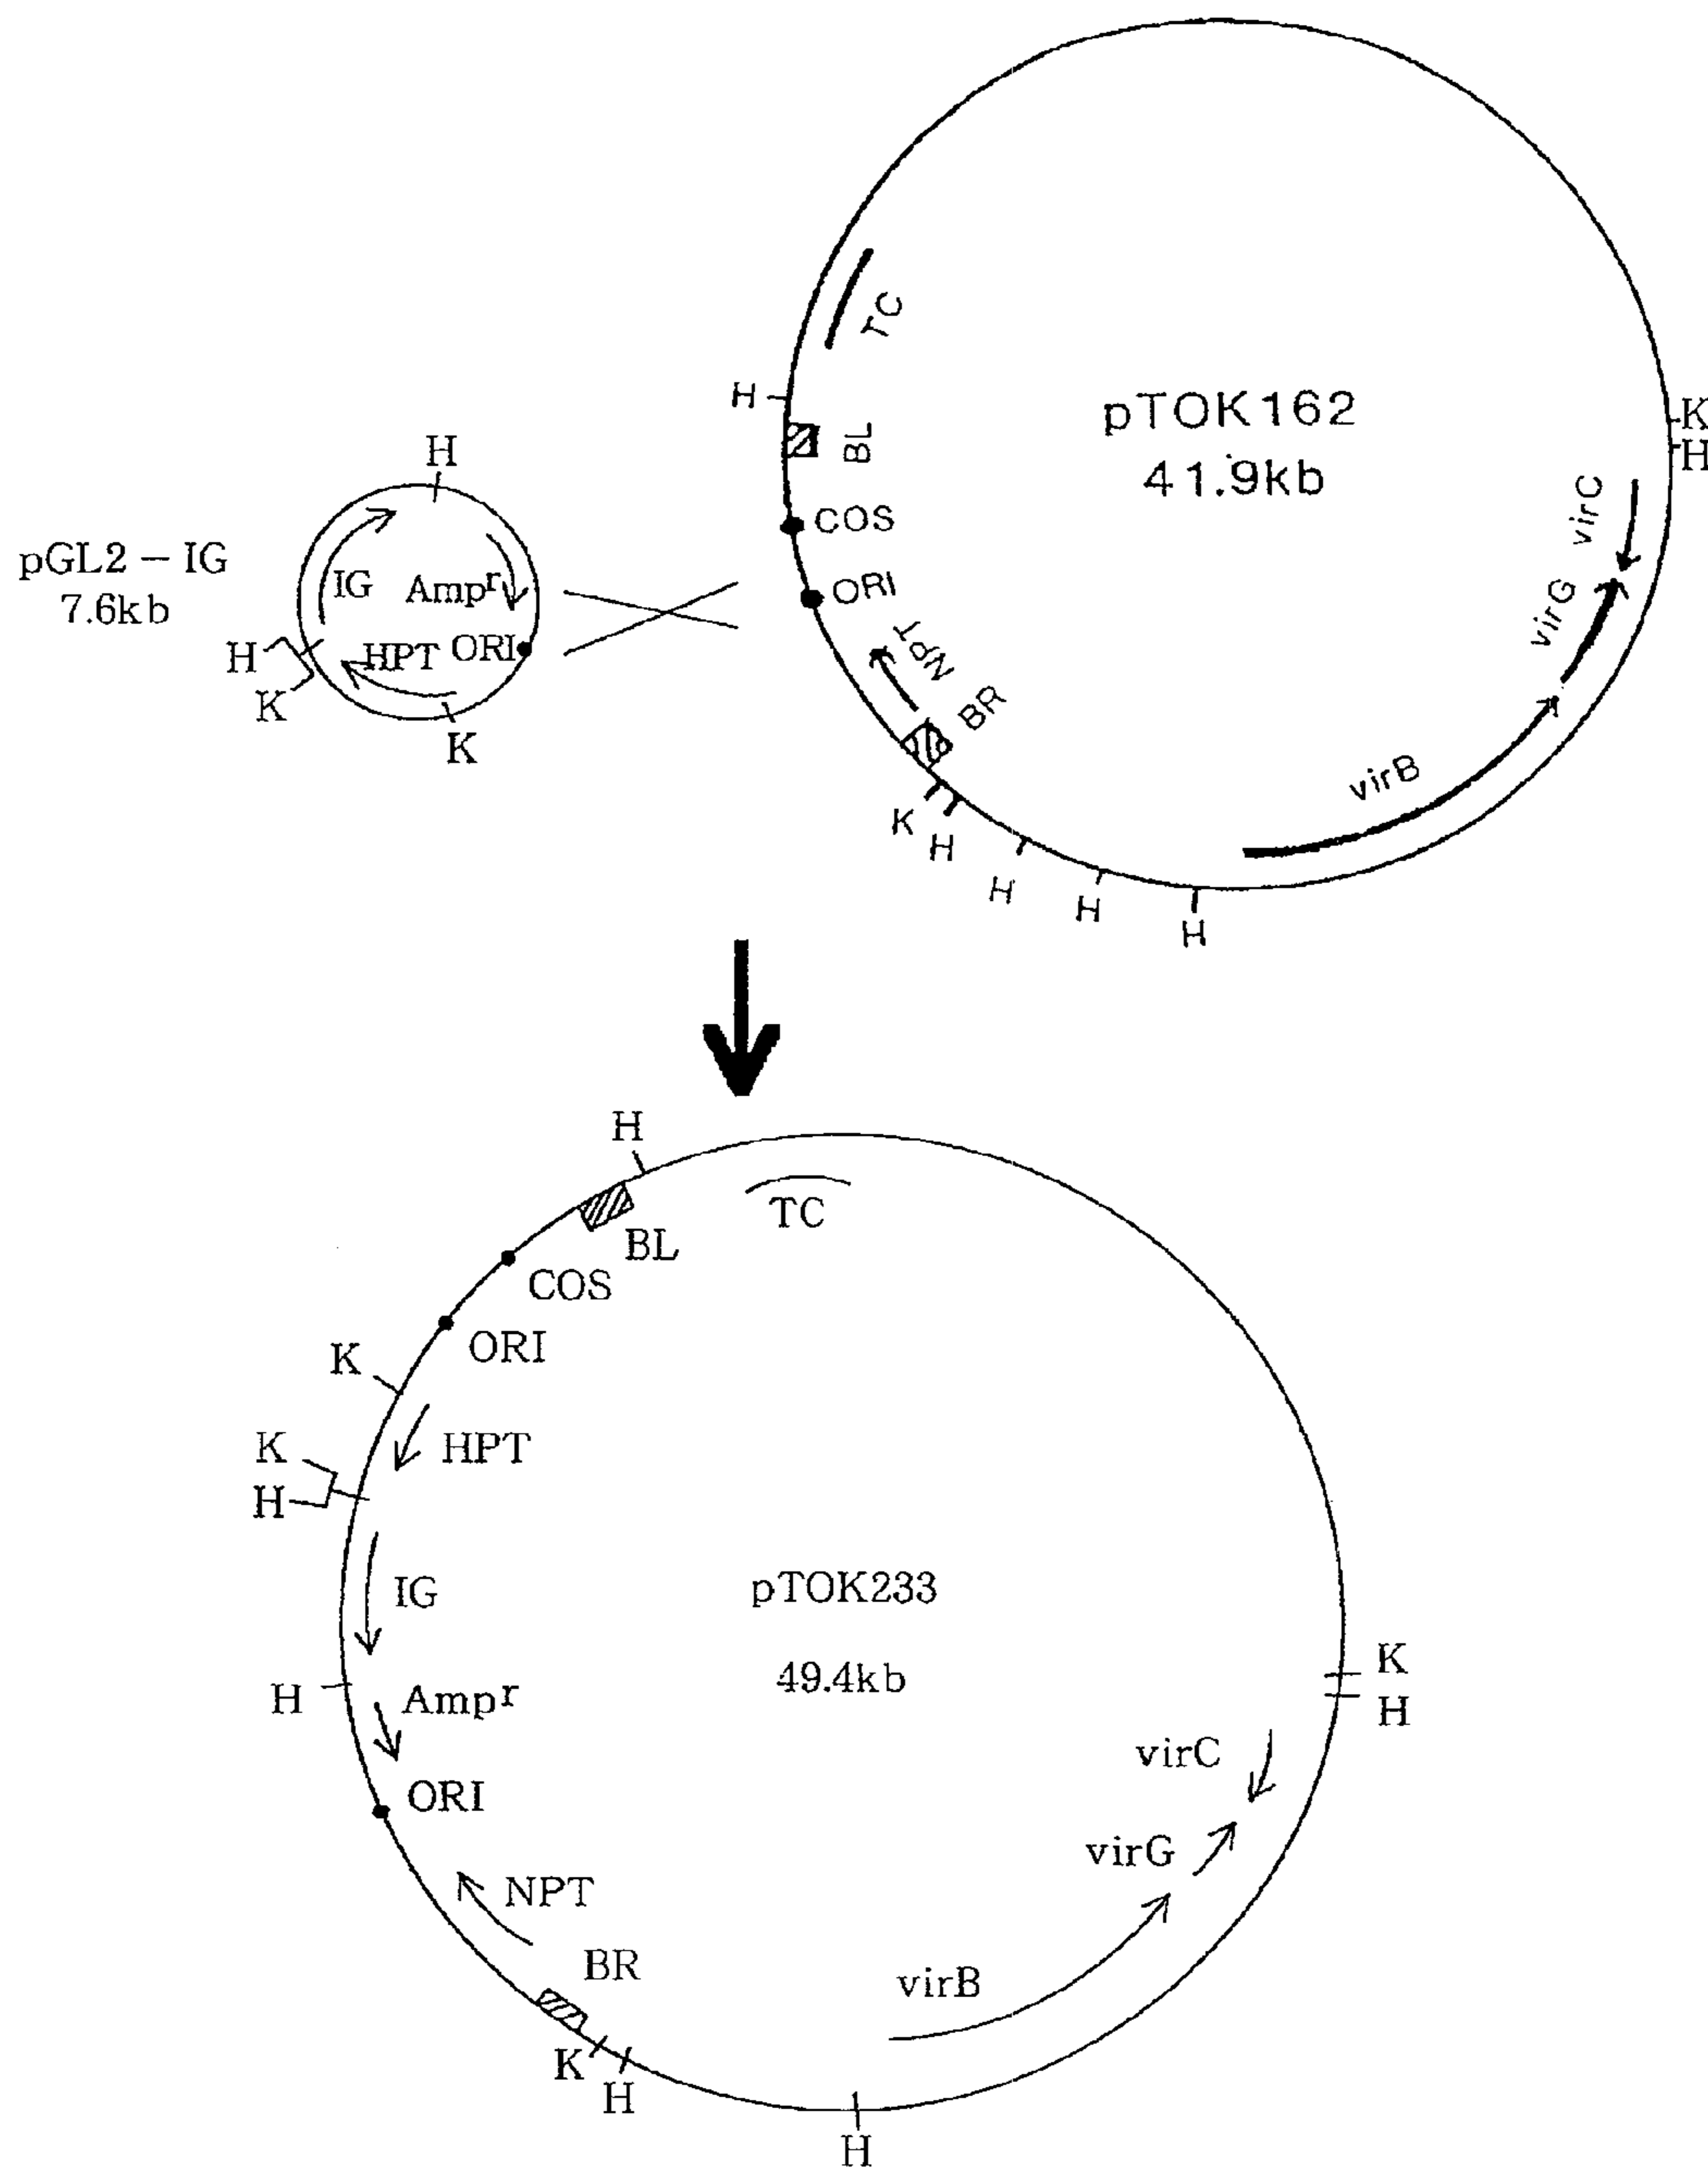 TC
H
BL
pTOK162
41.9kb
K
H
COS
ORI
virC
virG
NPT
BR
virB
K
H
H
H
H
H
pGL2 – IG
7.6kb
IG
Ampr
H
K
HPT
ORI
K
H
TC
BL
COS
ORI
K
HPT
K
H
IG
pTOK233
49.4kb
K
H
H
Ampr
virC
ORI
virG
NPT
BR
virB
K
H
H